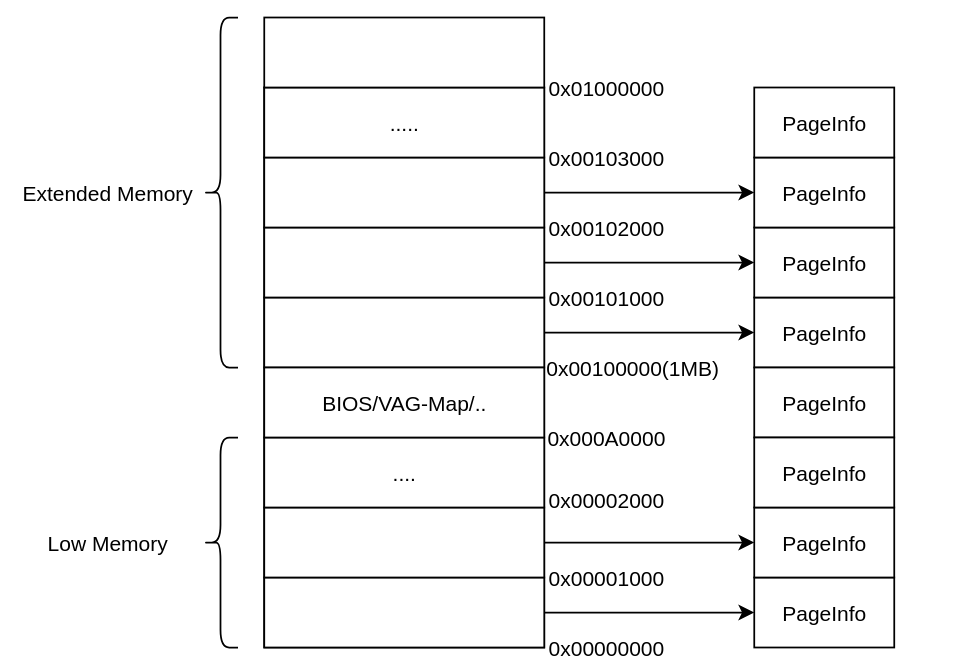 0x01000000
.....
PageInfo
0x00103000
Extended Memory
PageInfo
0x00102000
PageInfo
0x00101000
PageInfo
0x00100000(1MB)
BIOS/VAG-Map/..
PageInfo
0x000A0000
....
PageInfo
0x00002000
Low Memory
PageInfo
0x00001000
PageInfo
0x00000000